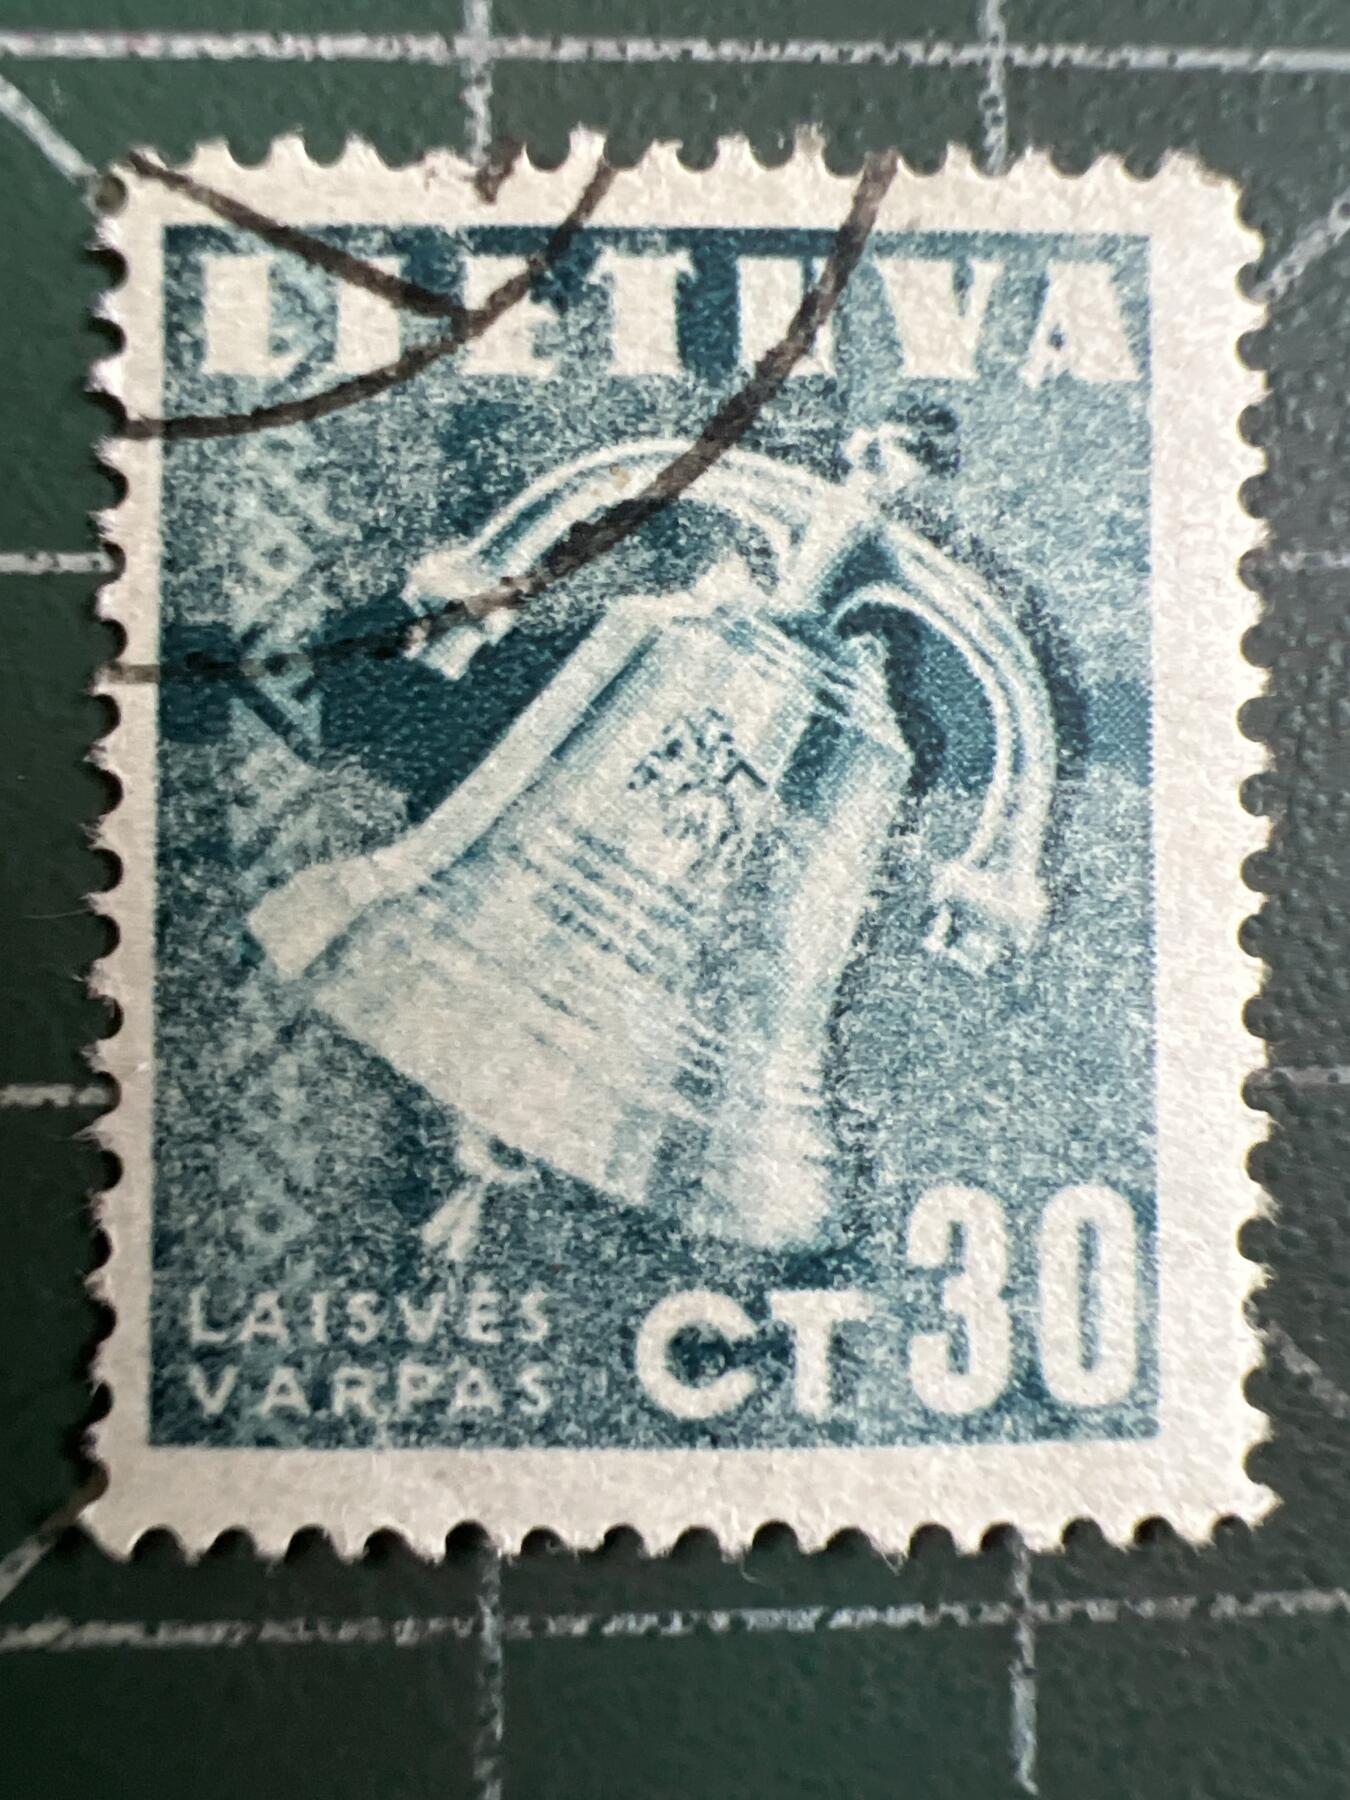 LIETUVA
LAISVĖS
VARPAS
CT 30